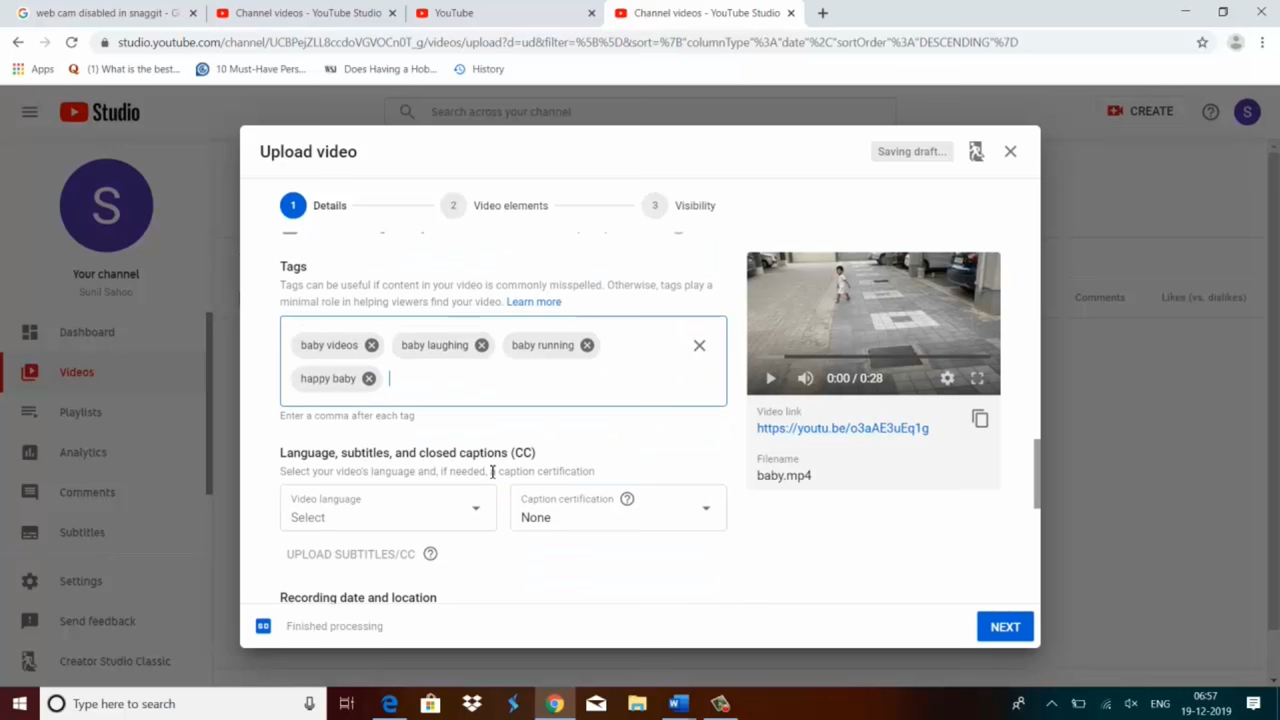 web cam disabled in snaggit - G
Channel videos - YouTube Studio
YouTube
Channel videos - YouTube Studio
studio.youtube.com/channel/UCBPejZLL8ccdoVGVOCn0T_g/videos/upload?d=ud&filter=%5B%5D&sort=%7B"columnType"%3A"date"%2C"sortOrder"%3A"DESCENDING"%7D
Apps
(1) What is the best...
10 Must-Have Pers...
Does Having a Hob...
History
Studio
Search across your channel
CREATE
S
Upload video
Saving draft...
1 Details
2 Video elements
3 Visibility
S
Your channel
Sunil Sahoo
Dashboard
Videos
Playlists
Analytics
Comments
Subtitles
Settings
Send feedback
Creator Studio Classic
Tags
Tags can be useful if content in your video is commonly misspelled. Otherwise, tags play a
minimal role in helping viewers find your video. Learn more
baby videos baby laughing baby running
happy baby
Enter a comma after each tag
Language, subtitles, and closed captions (CC)
Select your video's language and, if needed, a caption certification
Video language
Select
Caption certification
None
UPLOAD SUBTITLES/CC
Recording date and location
0:00 / 0:28
Video link
https://youtu.be/o3aAE3uEq1g
Filename
baby.mp4
Comments
Likes (vs. dislikes)
SD Finished processing
NEXT
Type here to search
ENG
06:57
19-12-2019